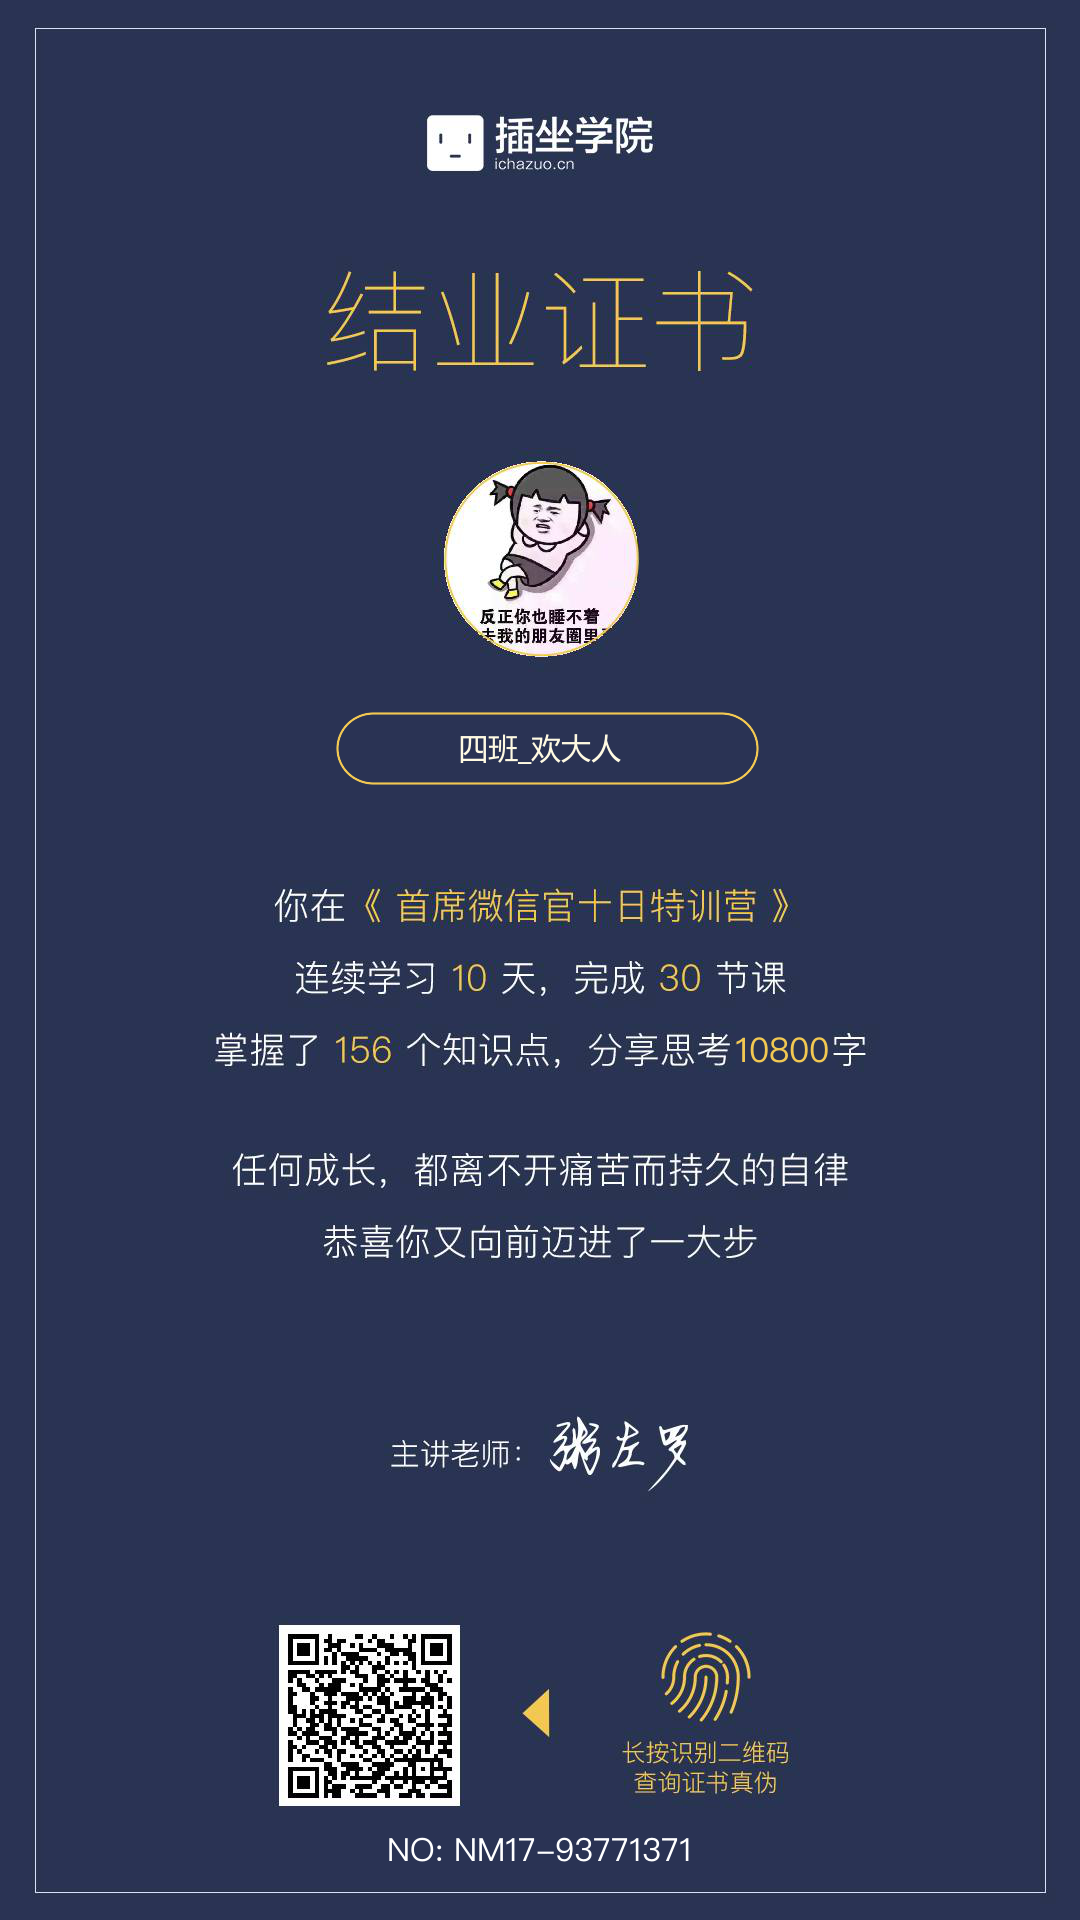 插坐学院
ichazuo.cn
结业证书
反正你也睡不着
去我的朋友圈里
四班_欢大人
你在《 首席微信官十日特训营 》
连续学习 10 天，完成 30 节课
掌握了 156 个知识点，分享思考10800字
任何成长，都离不开痛苦而持久的自律
恭喜你又向前迈进了一大步
主讲老师：粥左罗
长按识别二维码
查询证书真伪
NO: NM17-93771371